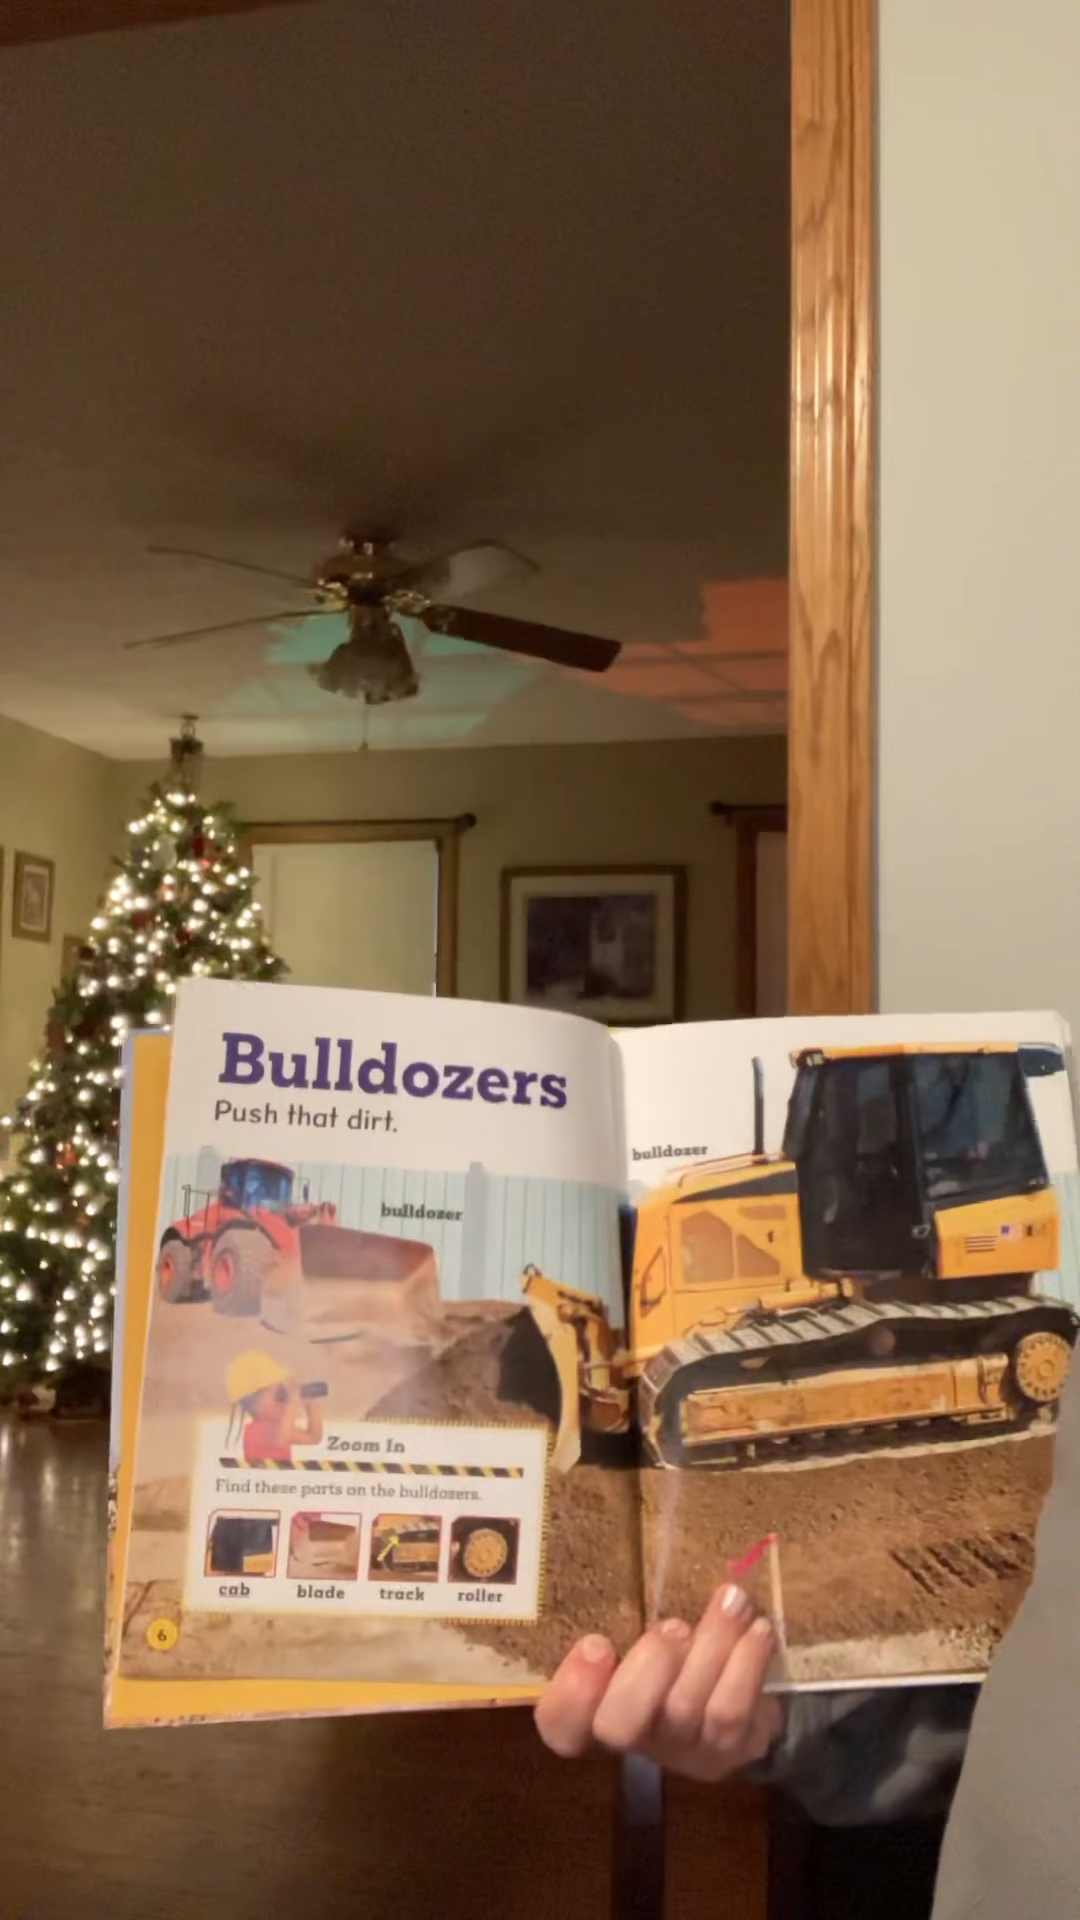 Bulldozers
Push that dirt.
bulldozer
bulldozer
Zoom In
Find these parts on the bulldozers.
cab blade track roller
6